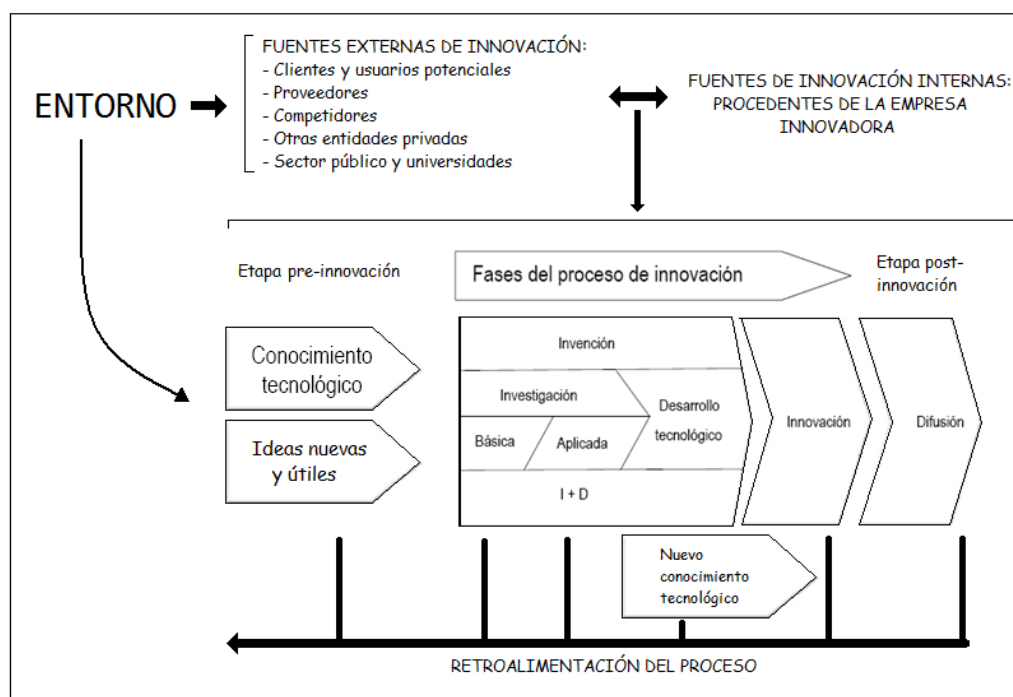 FUENTES EXTERNAS DE INNOVACIÓN:
- Clientes y usuarios potenciales
- Proveedores
- Competidores
- Otras entidades privadas
- Sector público y universidades
ENTORNO
FUENTES DE INNOVACIÓN INTERNAS:
PROCEDENTES DE LA EMPRESA
INNOVADORA
Etapa pre-innovación
Fases del proceso de innovación
Etapa post-
innovación
Conocimiento
tecnológico
Ideas nuevas
y útiles
Invención
Investigación
Básica
Aplicada
Desarrollo
tecnológico
I + D
Innovación
Difusión
Nuevo
conocimiento
tecnológico
RETROALIMENTACIÓN DEL PROCESO